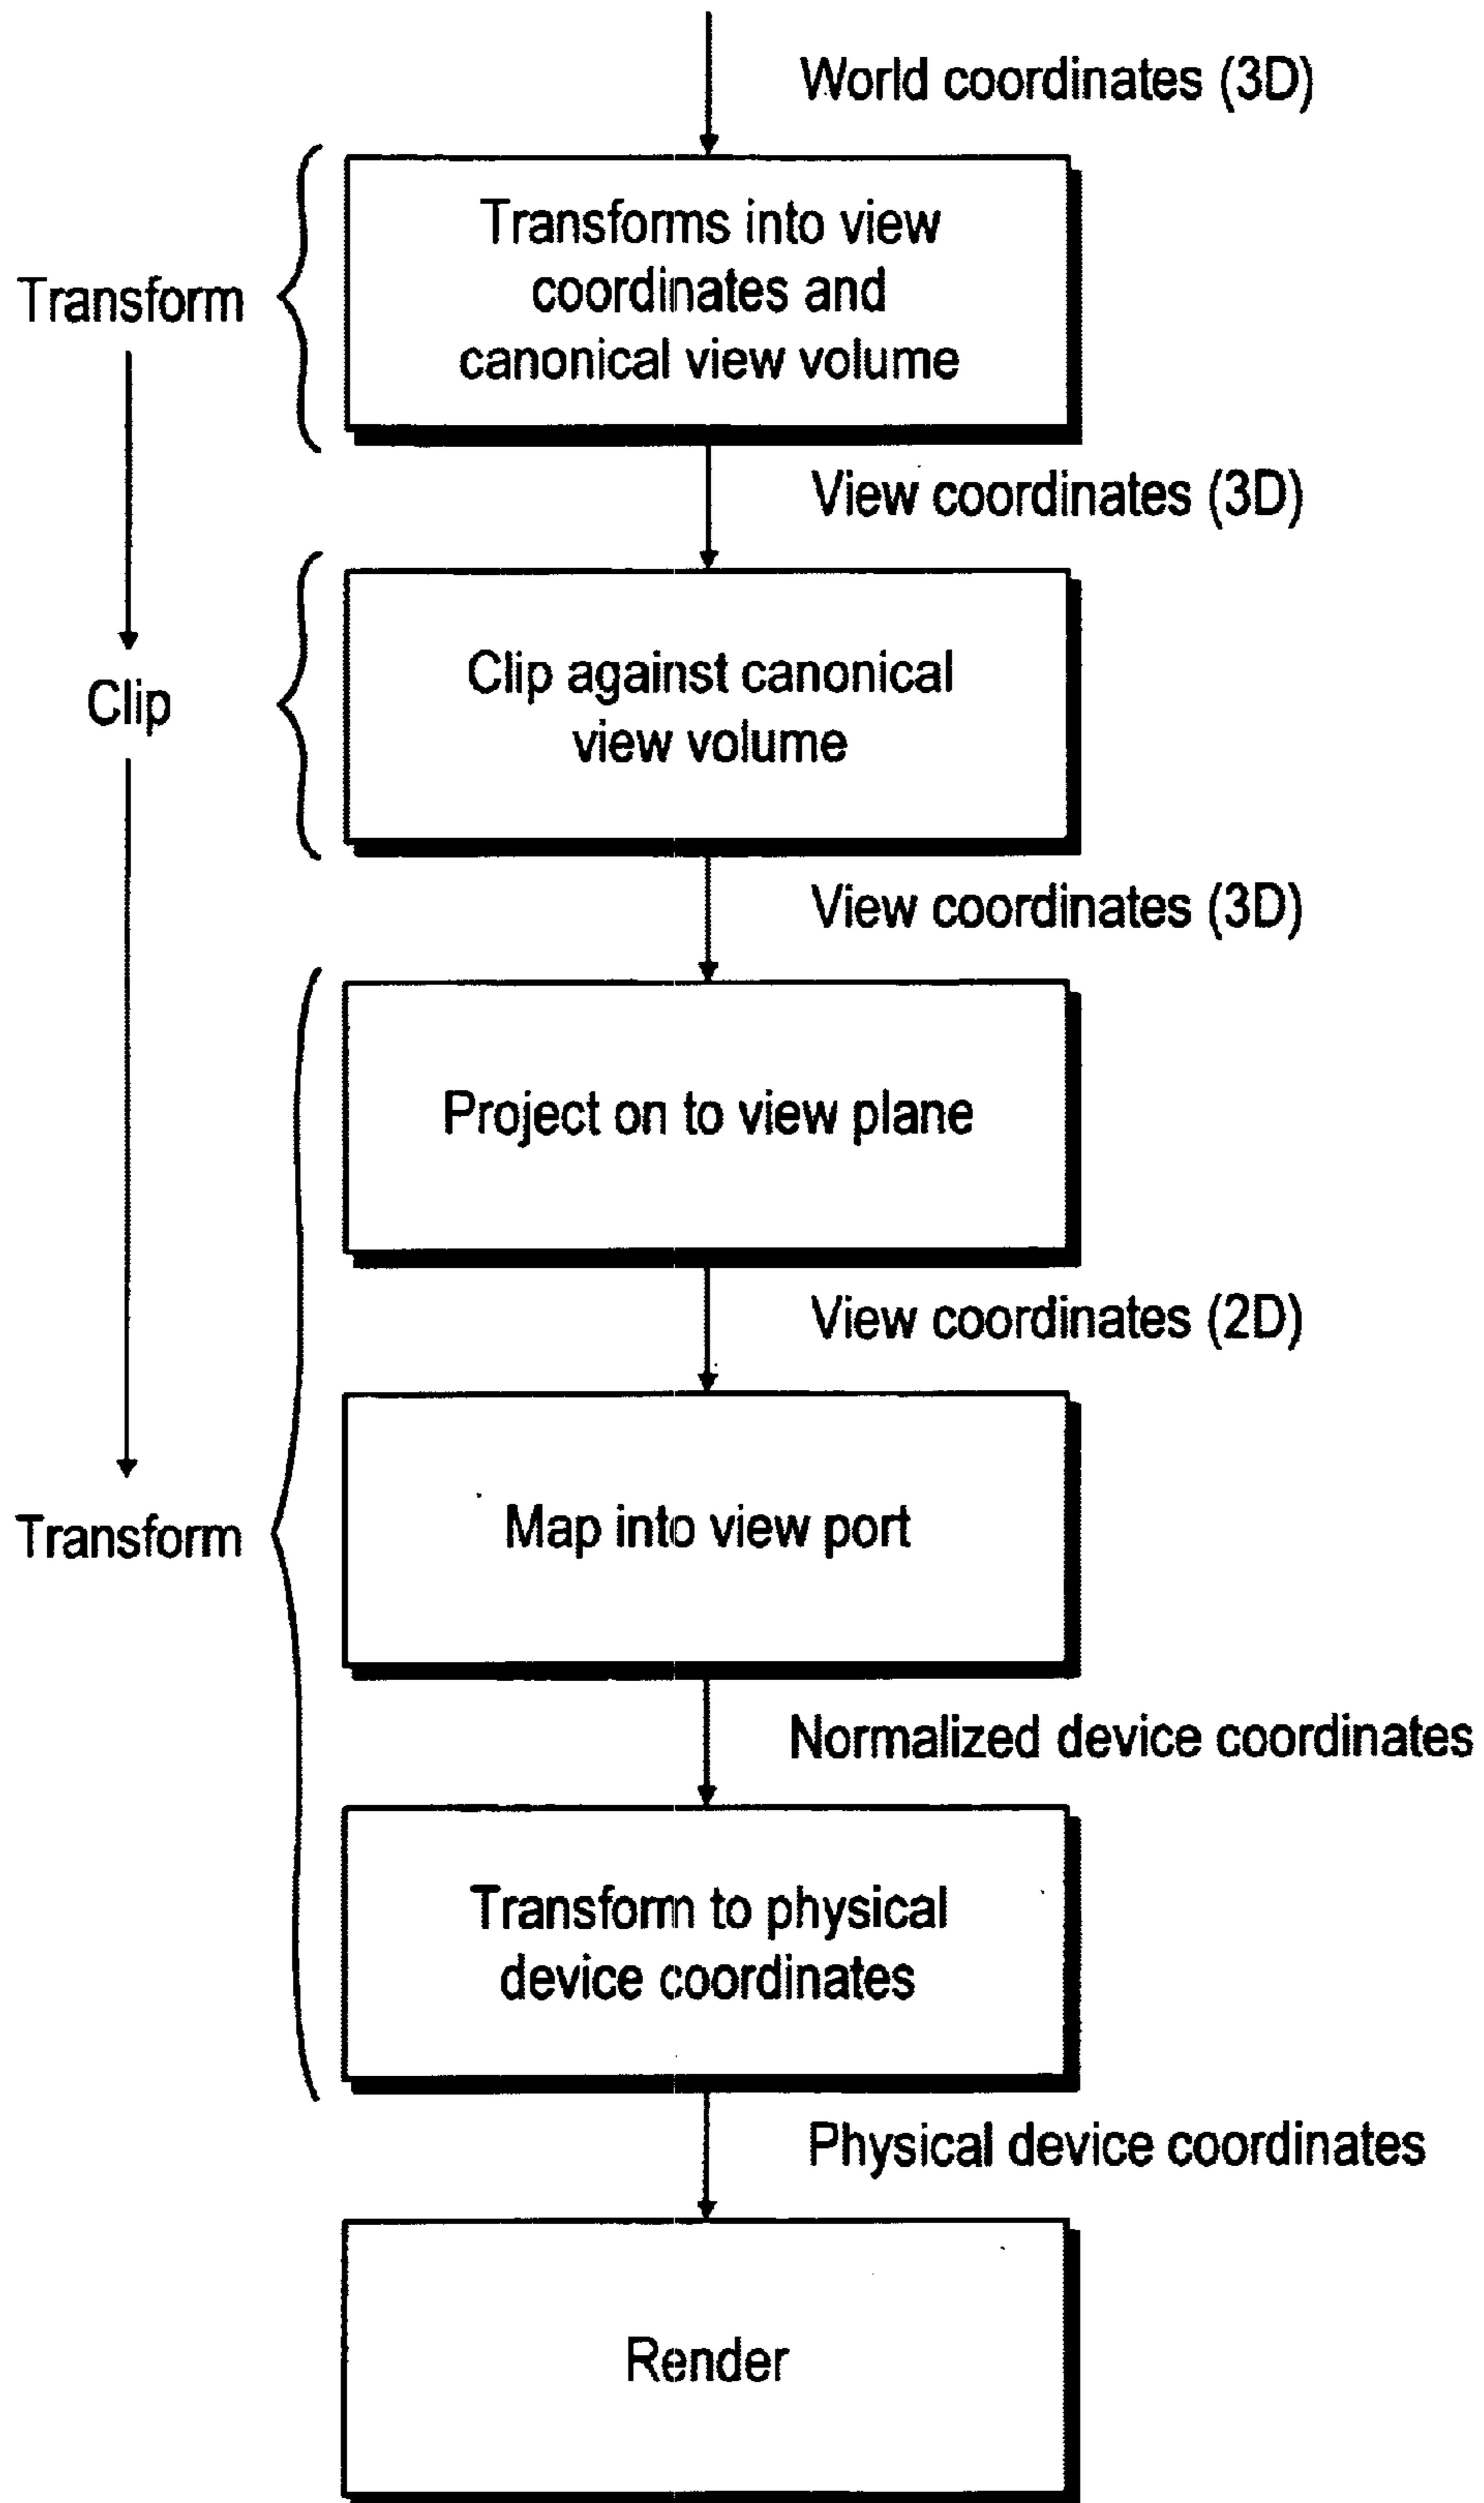 World coordinates (3D)
Transforms into view
coordinates and
canonical view volume
Transform
View coordinates (3D)
Clip against canonical
view volume
Clip
View coordinates (3D)
Project on to view plane
View coordinates (2D)
Map into view port
Transform
Normalized device coordinates
Transform to physical
device coordinates
Physical device coordinates
Render